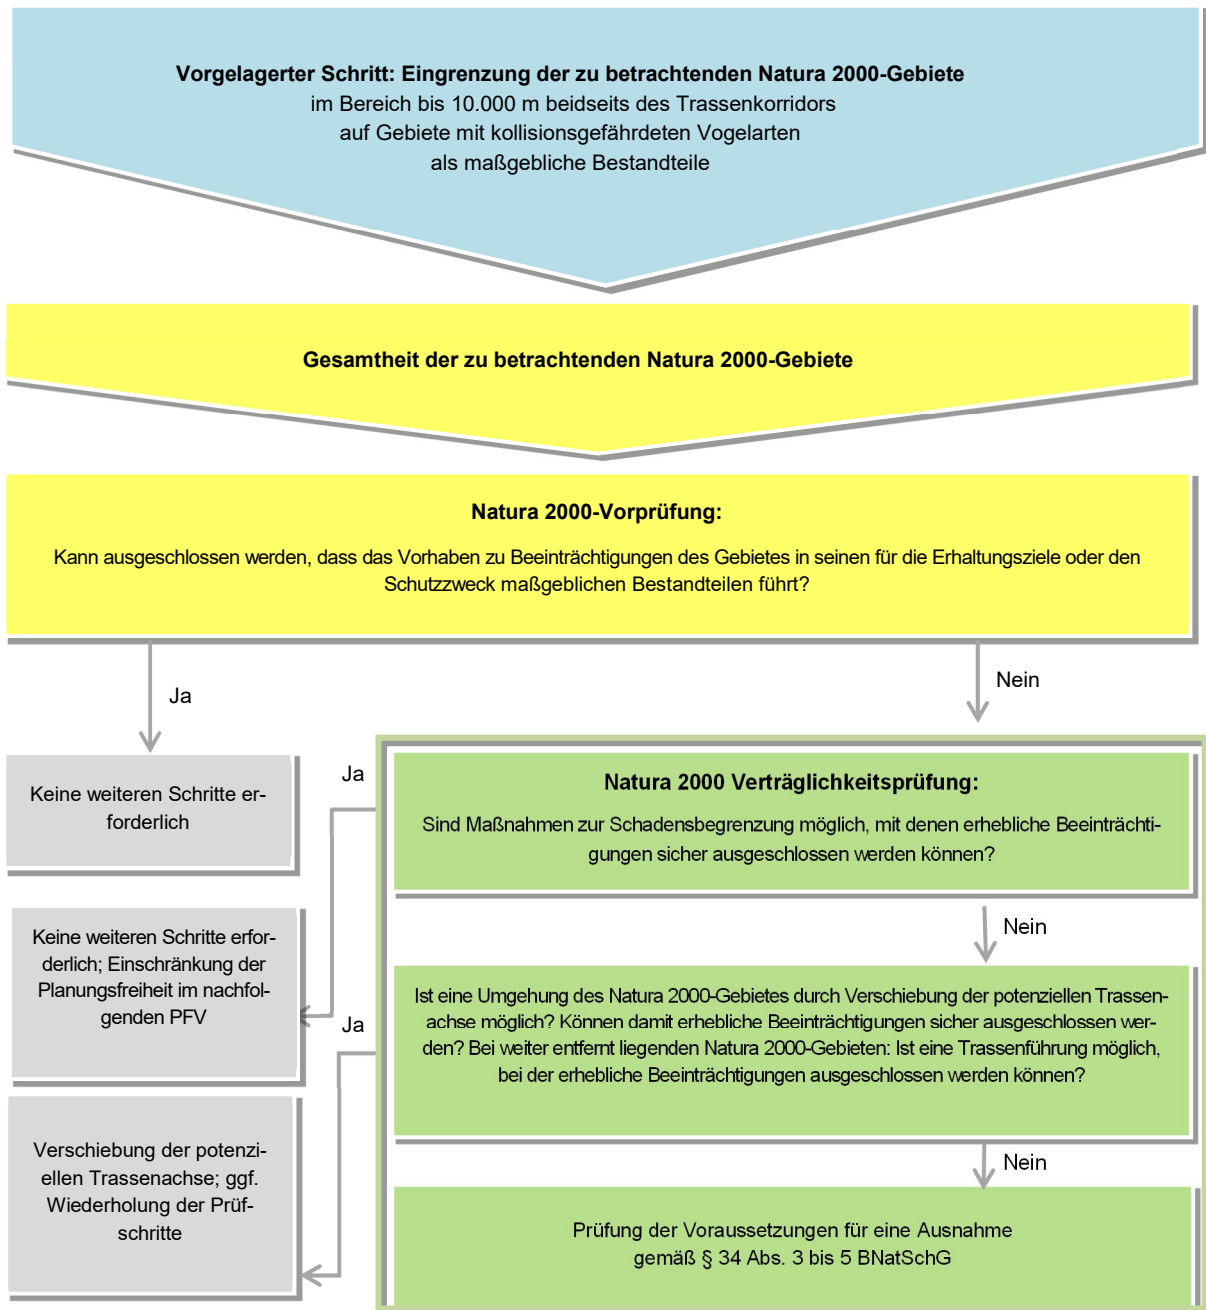 Vorgelagerter Schritt: Eingrenzung der zu betrachtenden Natura 2000-Gebiete
im Bereich bis 10.000 m beidseits des Trassenkorridors
auf Gebiete mit kollisionsgefährdeten Vogelarten
als maßgebliche Bestandteile
Gesamtheit der zu betrachtenden Natura 2000-Gebiete
Natura 2000-Vorprüfung:
Kann ausgeschlossen werden, dass das Vorhaben zu Beeinträchtigungen des Gebietes in seinen für die Erhaltungsziele oder den
Schutzzweck maßgeblichen Bestandteilen führt?
Ja
Nein
Keine weiteren Schritte er-
forderlich
Ja
Natura 2000 Verträglichkeitsprüfung:
Sind Maßnahmen zur Schadensbegrenzung möglich, mit denen erhebliche Beeinträchti-
gungen sicher ausgeschlossen werden können?
Nein
Keine weiteren Schritte erfor-
derlich; Einschränkung der
Planungsfreiheit im nachfol-
genden PFV
Ja
Ist eine Umgehung des Natura 2000-Gebietes durch Verschiebung der potenziellen Trassen-
achse möglich? Können damit erhebliche Beeinträchtigungen sicher ausgeschlossen wer-
den? Bei weiter entfernt liegenden Natura 2000-Gebieten: Ist eine Trassenführung möglich,
bei der erhebliche Beeinträchtigungen ausgeschlossen werden können?
Nein
Verschiebung der potenzi-
ellen Trassenachse; ggf.
Wiederholung der Prüf-
schritte
Prüfung der Voraussetzungen für eine Ausnahme
gemäß § 34 Abs. 3 bis 5 BNatSchG